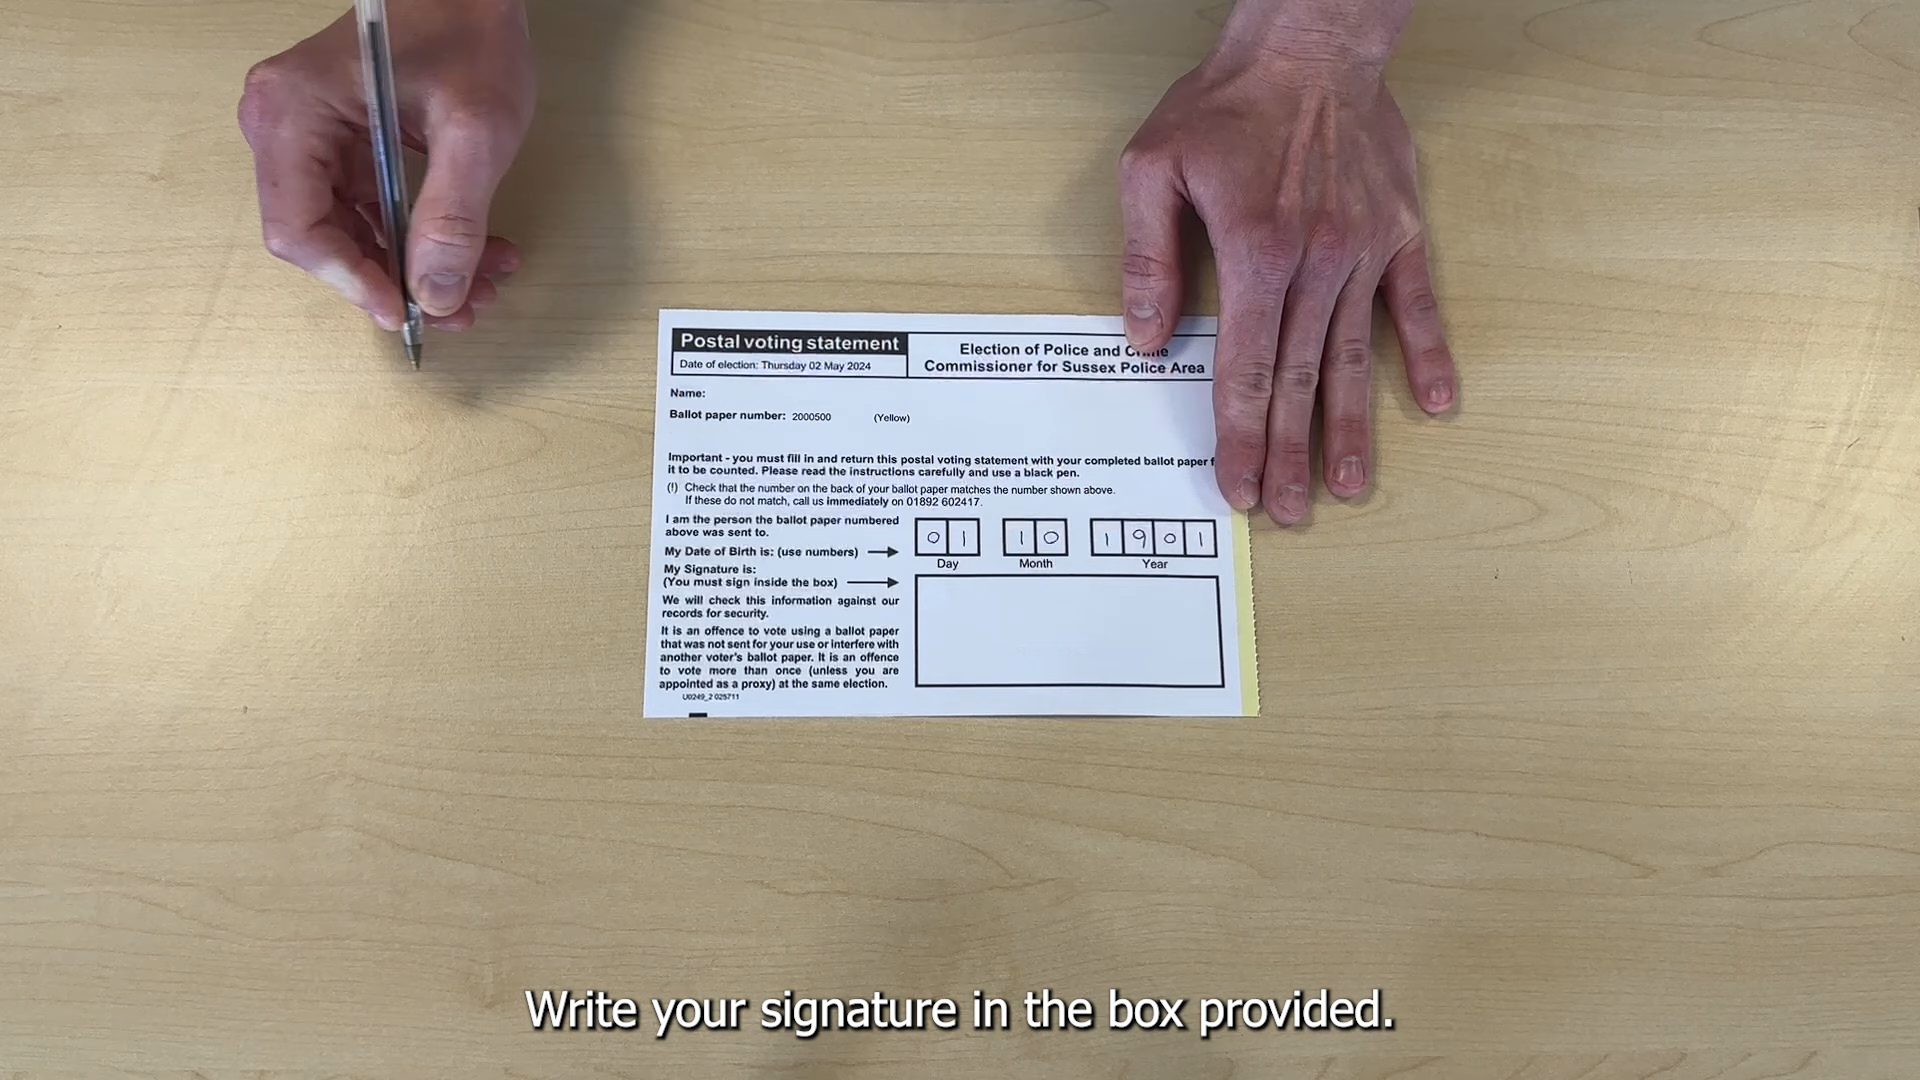 Postal voting statement
Date of election: Thursday 02 May 2024
Election of Police and
Commissioner for Sussex Police Area
Name:
Ballot paper number: 2000500 (Yellow)
Important - you must fill in and return this postal voting statement with your completed ballot paper
it to be counted. Please read the instructions carefully and use a black pen.
(!) Check that the number on the back of your ballot paper matches the number shown above.
If these do not match, call us immediately on 01892 602417.
I am the person the ballot paper numbered
above was sent to.
My Date of Birth is: (use numbers)
0 1 1 0 1 9 0 1
Day Month Year
My Signature is:
(You must sign inside the box)
We will check this information against our
records for security.
It is an offence to vote using a ballot paper
that was not sent for your use or interfere with
another voter's ballot paper. It is an offence
to vote more than once (unless you are
appointed as a proxy) at the same election.
U0249_2 025711
Write your signature in the box provided.